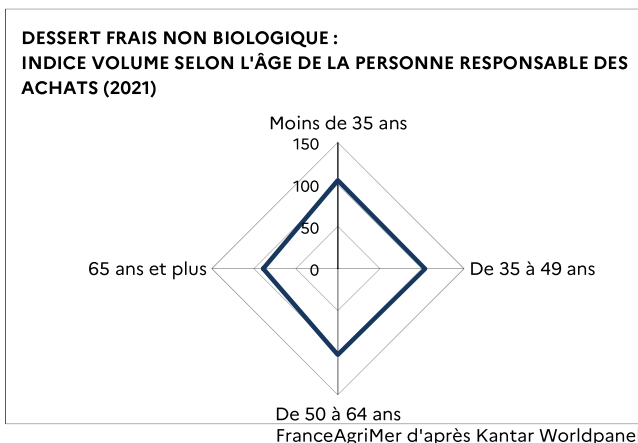 DESSERT FRAIS NON BIOLOGIQUE :
INDICE VOLUME SELON L'ÂGE DE LA PERSONNE RESPONSABLE DES
ACHATS (2021)
Moins de 35 ans
150
100
50
0
65 ans et plus
De 35 à 49 ans
De 50 à 64 ans
FranceAgriMer d'après Kantar Worldpane